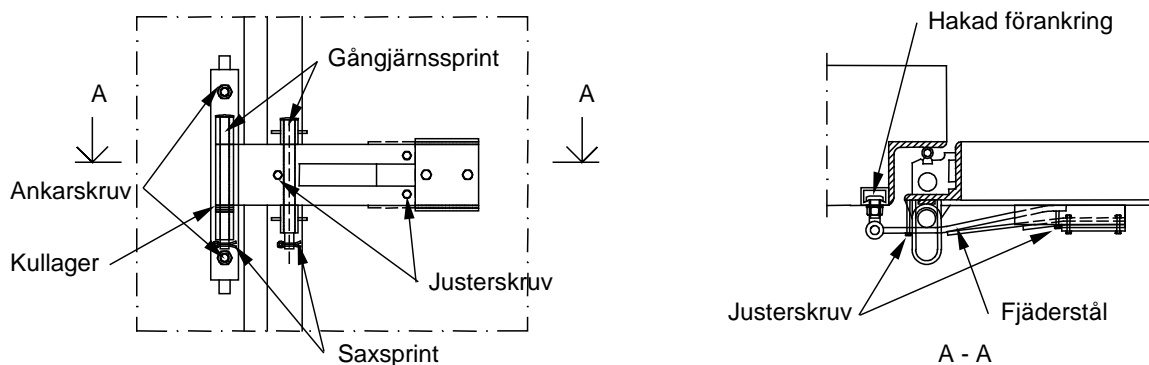 Hakad förankring
Gångjärnssprint
A
A
A
Ankarskruv
Kullager
Justerskruv
Justerskruv
Fjäderstål
Saxsprint
A - A